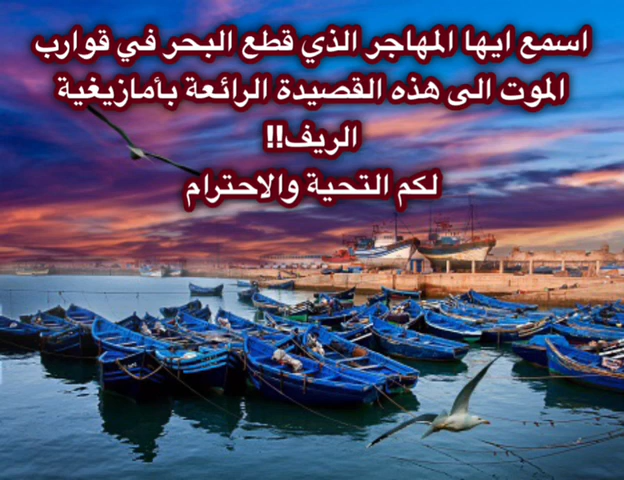 اسمع ايها المهاجر الذي قطع البحر في قوارب
الموت الى هذه القصيدة الرائعة بأمازيغية
الريف!!
لكم التحية والاحترام